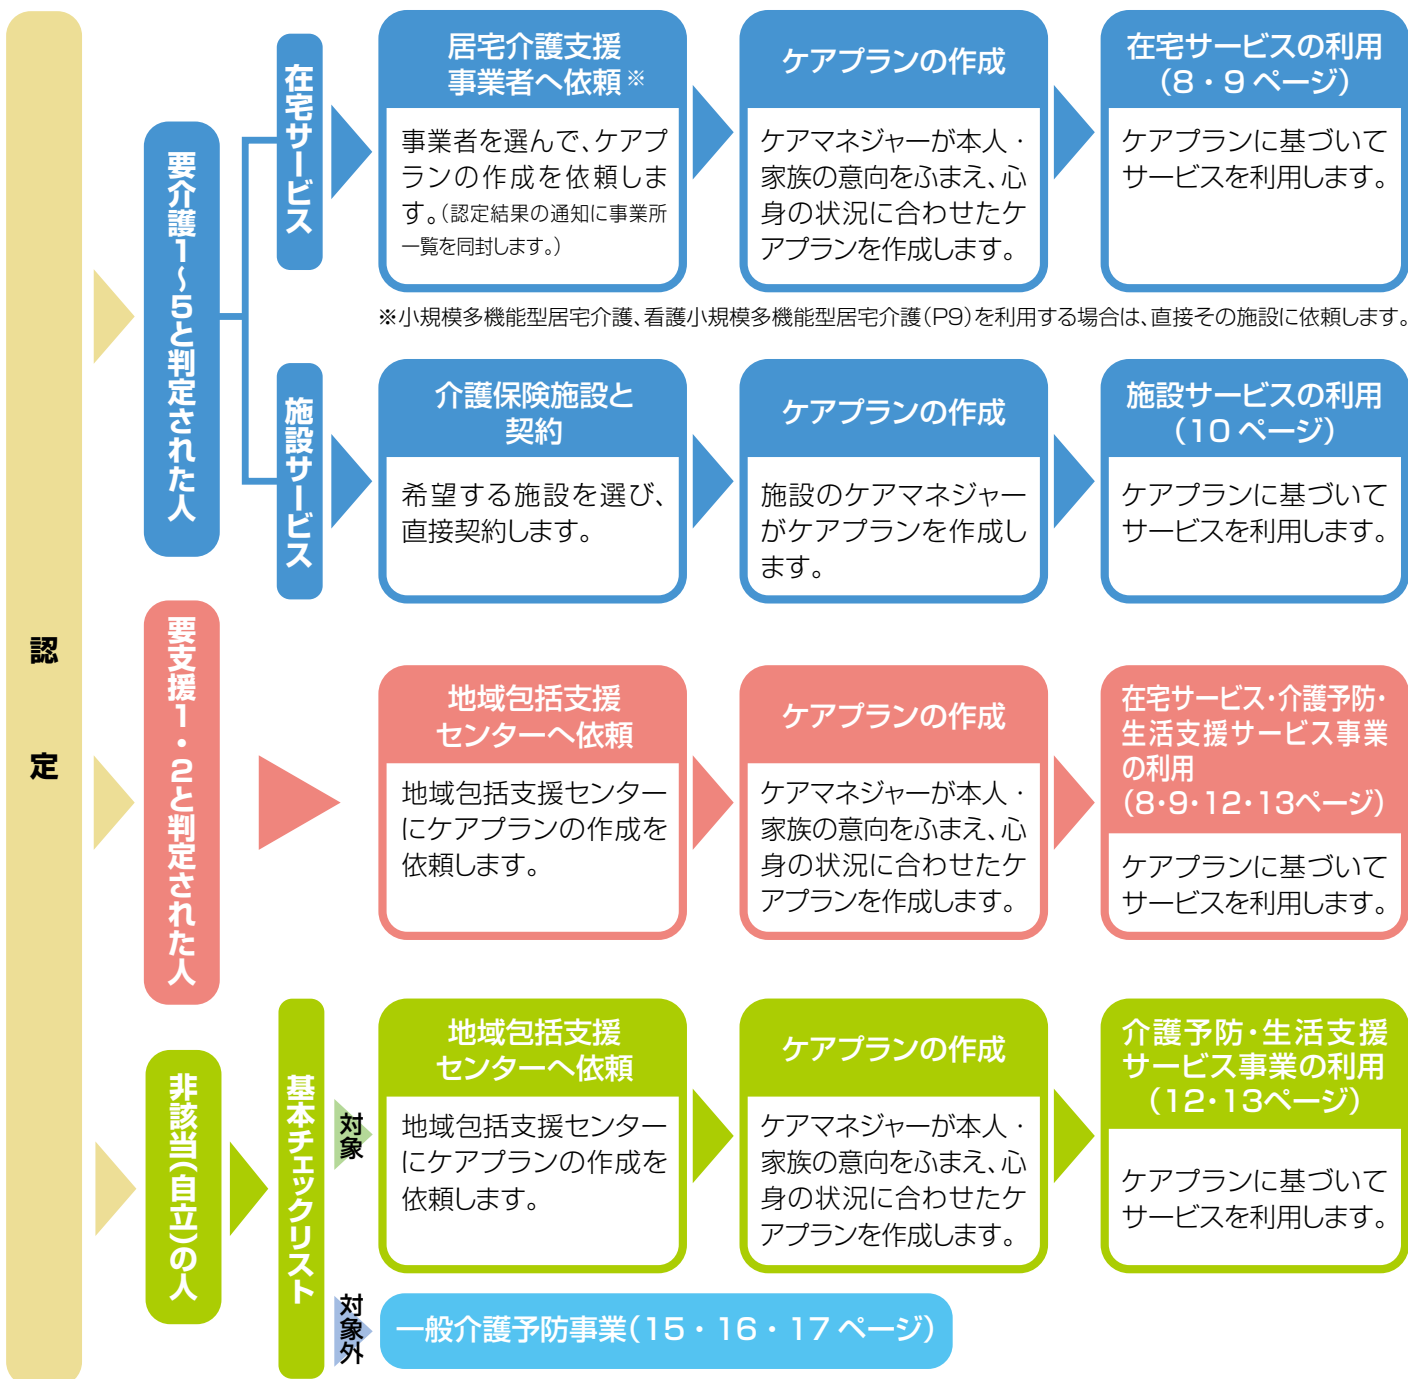 認定
要介護1～5と判定された人
在宅サービス
居宅介護支援
事業者へ依頼※
事業者を選んで、ケアプ
ランの作成を依頼しま
す。(認定結果の通知に事業所
一覧を同封します。)
ケアプランの作成
ケアマネジャーが本人・
家族の意向をふまえ、心
身の状況に合わせたケ
アプランを作成します。
在宅サービスの利用
(8・9 ページ)
ケアプランに基づいて
サービスを利用します。
※小規模多機能型居宅介護、看護小規模多機能型居宅介護(P9)を利用する場合は、直接その施設に依頼します。
施設サービス
介護保険施設と
契約
希望する施設を選び、
直接契約します。
ケアプランの作成
施設のケアマネジャー
がケアプランを作成し
ます。
施設サービスの利用
(10 ページ)
ケアプランに基づいて
サービスを利用します。
要支援1・2と判定された人
地域包括支援
センターへ依頼
地域包括支援センター
にケアプランの作成を
依頼します。
ケアプランの作成
ケアマネジャーが本人・
家族の意向をふまえ、心
身の状況に合わせたケ
アプランを作成します。
在宅サービス・介護予防・
生活支援サービス事業
の利用
(8・9・12・13ページ)
ケアプランに基づいて
サービスを利用します。
非該当(自立)の人
基本チェックリスト
対象
地域包括支援
センターへ依頼
地域包括支援センター
にケアプランの作成を
依頼します。
ケアプランの作成
ケアマネジャーが本人・
家族の意向をふまえ、心
身の状況に合わせたケ
アプランを作成します。
介護予防・生活支援
サービス事業の利用
(12・13ページ)
ケアプランに基づいて
サービスを利用します。
対象外
一般介護予防事業(15・16・17 ページ)